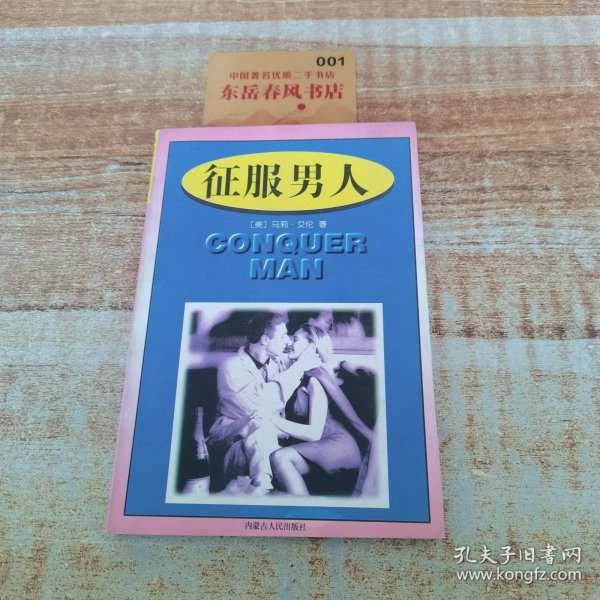 001
中国著名优质二手书店
东岳春风书店
征服男人
[美] 马莉·艾伦 著
CONQUER
MAN
内蒙古人民出版社
孔夫子旧书网
www.kongfz.com